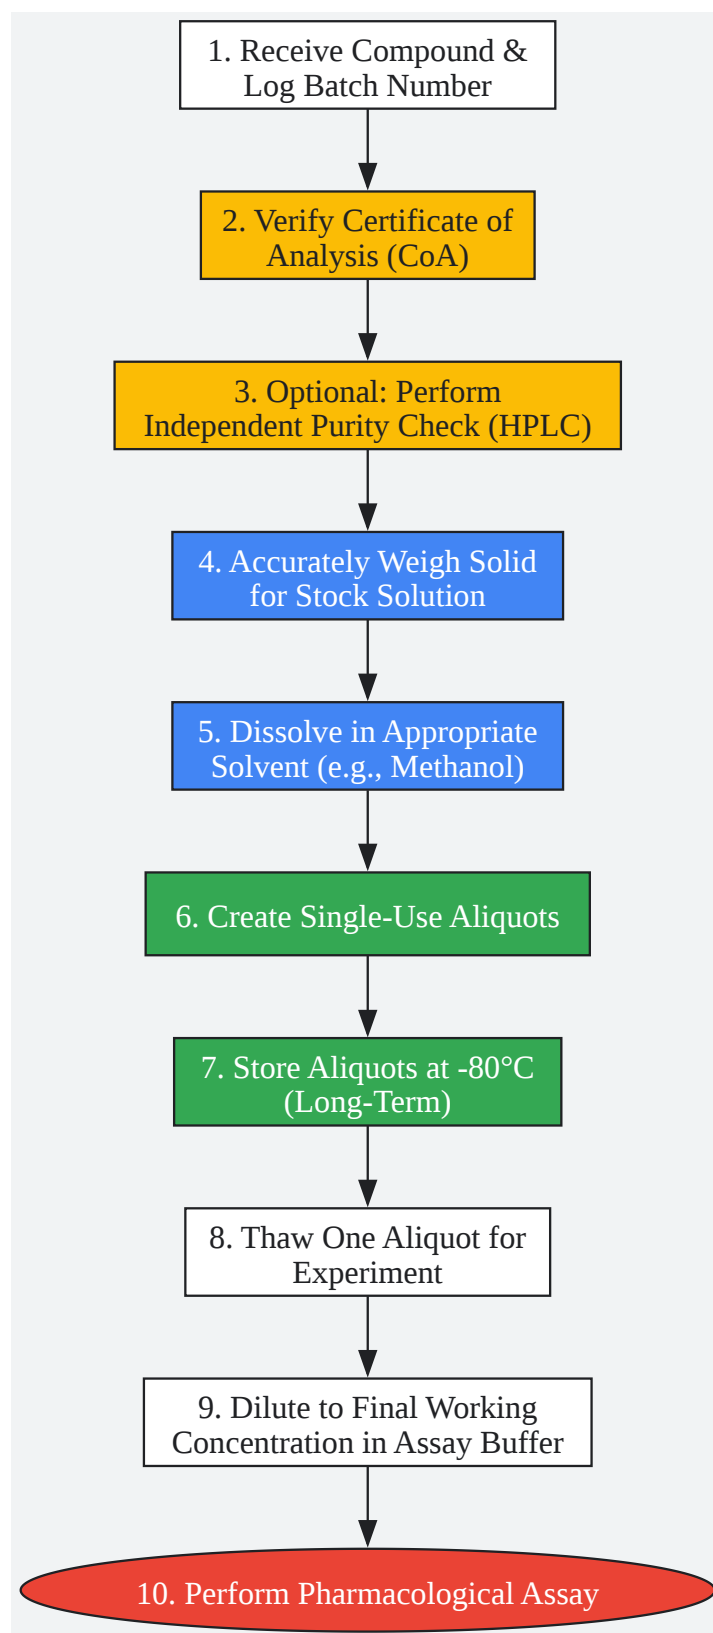 1. Receive Compound &
Log Batch Number
2. Verify Certificate of
Analysis (CoA)
3. Optional: Perform
Independent Purity Check (HPLC)
4. Accurately Weigh Solid
for Stock Solution
5. Dissolve in Appropriate
Solvent (e.g., Methanol)
6. Create Single-Use Aliquots
7. Store Aliquots at -80°C
(Long-Term)
8. Thaw One Aliquot for
Experiment
9. Dilute to Final Working
Concentration in Assay Buffer
10. Perform Pharmacological Assay